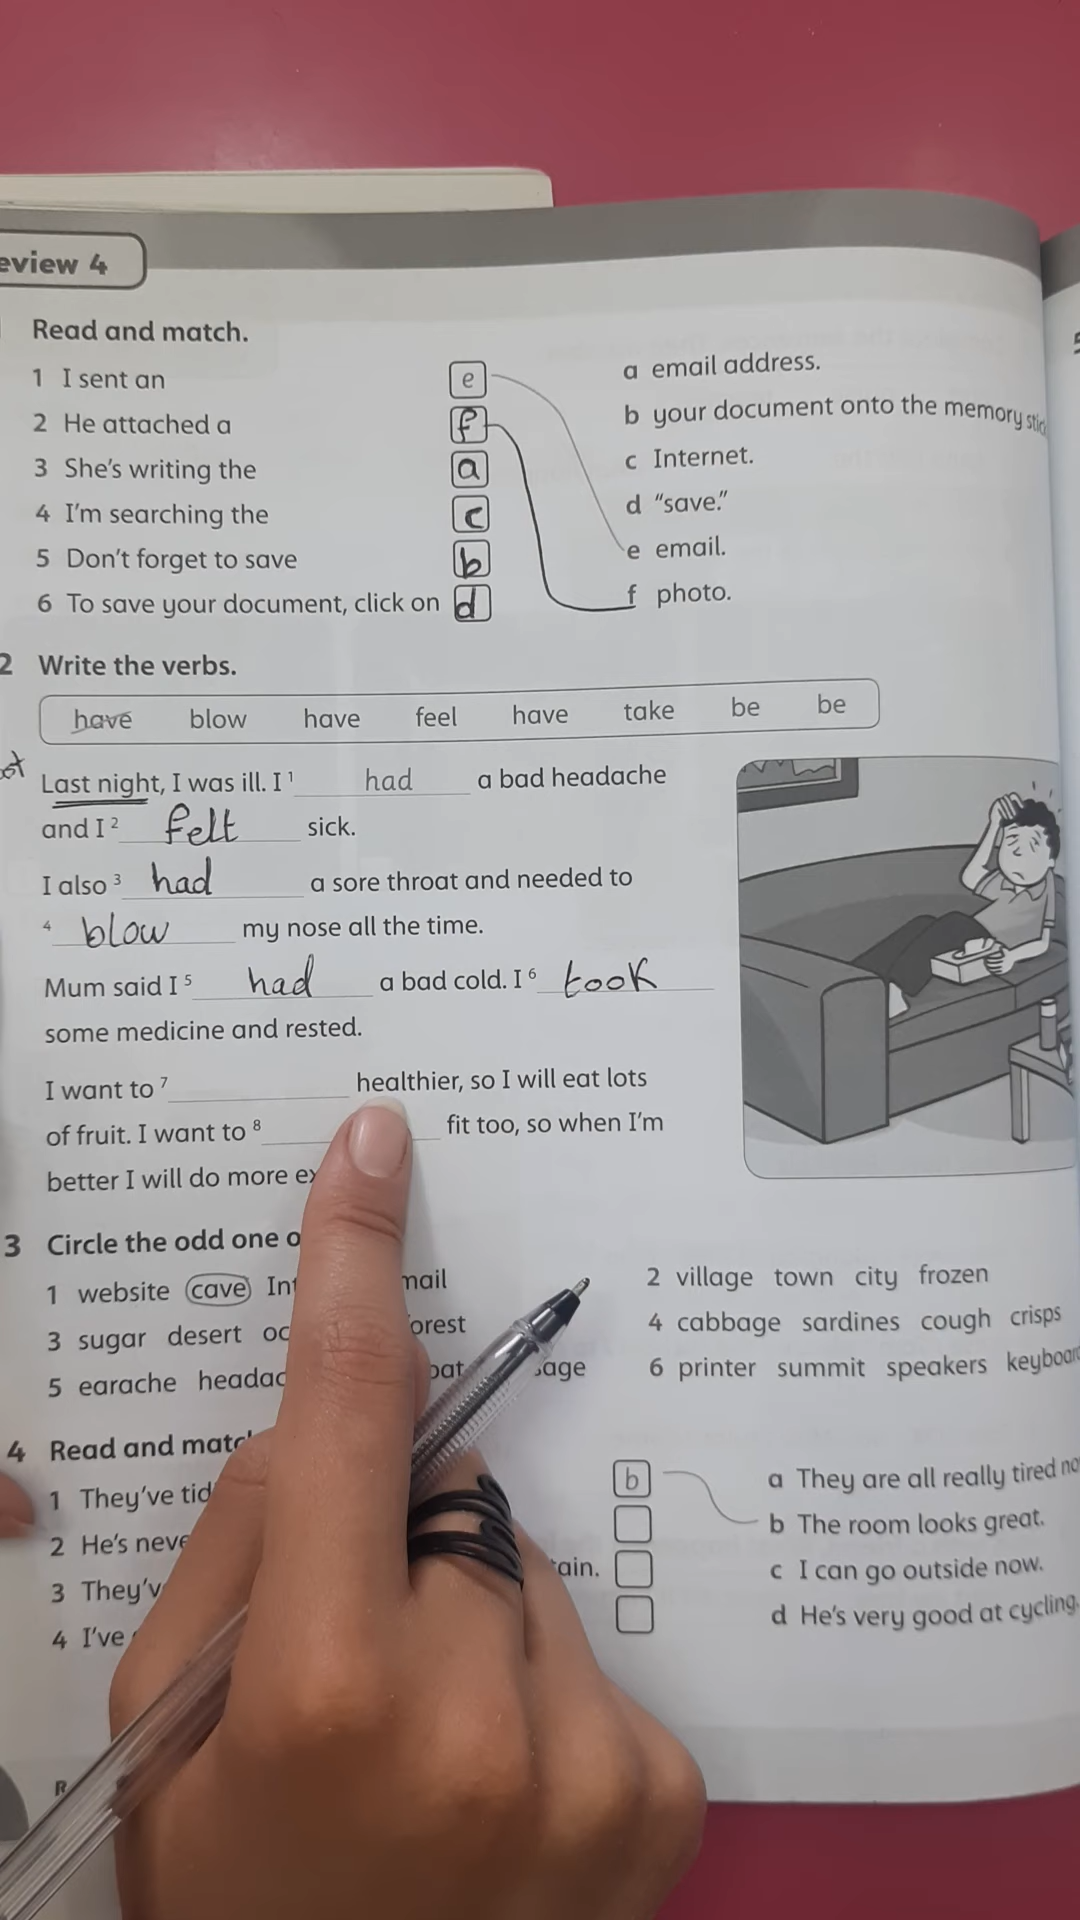 eview 4
Read and match.
1 I sent an e a email address.
2 He attached a f b your document onto the memory
3 She's writing the a c Internet.
4 I'm searching the c d "save."
5 Don't forget to save b e email.
6 To save your document, click on d f photo.
2 Write the verbs.
have blow have feel have take be be
Last night, I was ill. I 1 had a bad headache
and I 2 felt sick.
I also 3 had a sore throat and needed to
4 blow my nose all the time.
Mum said I 5 had a bad cold. I 6 took
some medicine and rested.
I want to 7 healthier, so I will eat lots
of fruit. I want to 8 fit too, so when I'm
better I will do more
3 Circle the odd one
1 website cave 2 village town city frozen
3 sugar desert 4 cabbage sardines cough crisps
5 earache 6 printer summit speakers
4 Read and
1 They've b a They are all really tired
2 He's b The room looks great.
3 c I can go outside now.
4 I've d He's very good at cycling.